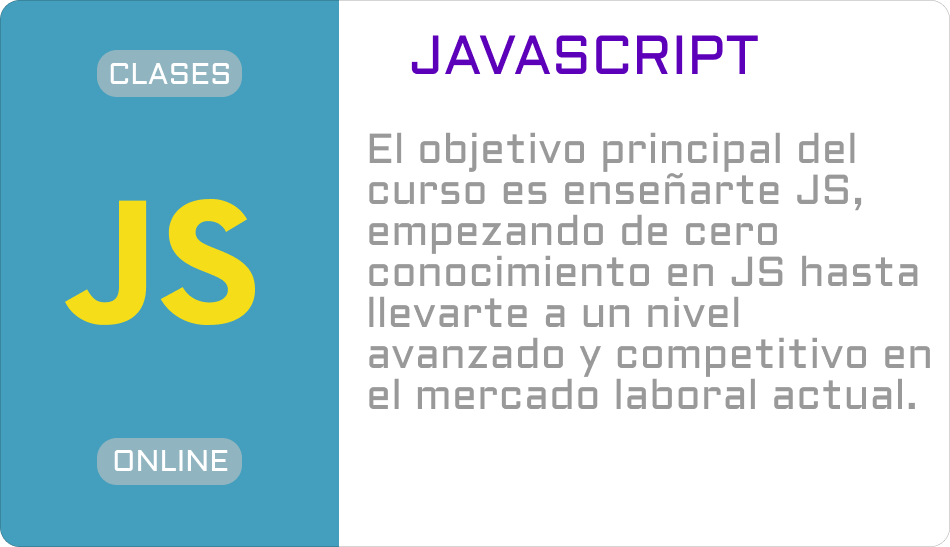 CLASES
JS
ONLINE
JAVASCRIPT
El objetivo principal del
curso es enseñarte JS,
empezando de cero
conocimiento en JS hasta
llevarte a un nivel
avanzado y competitivo en
el mercado laboral actual.